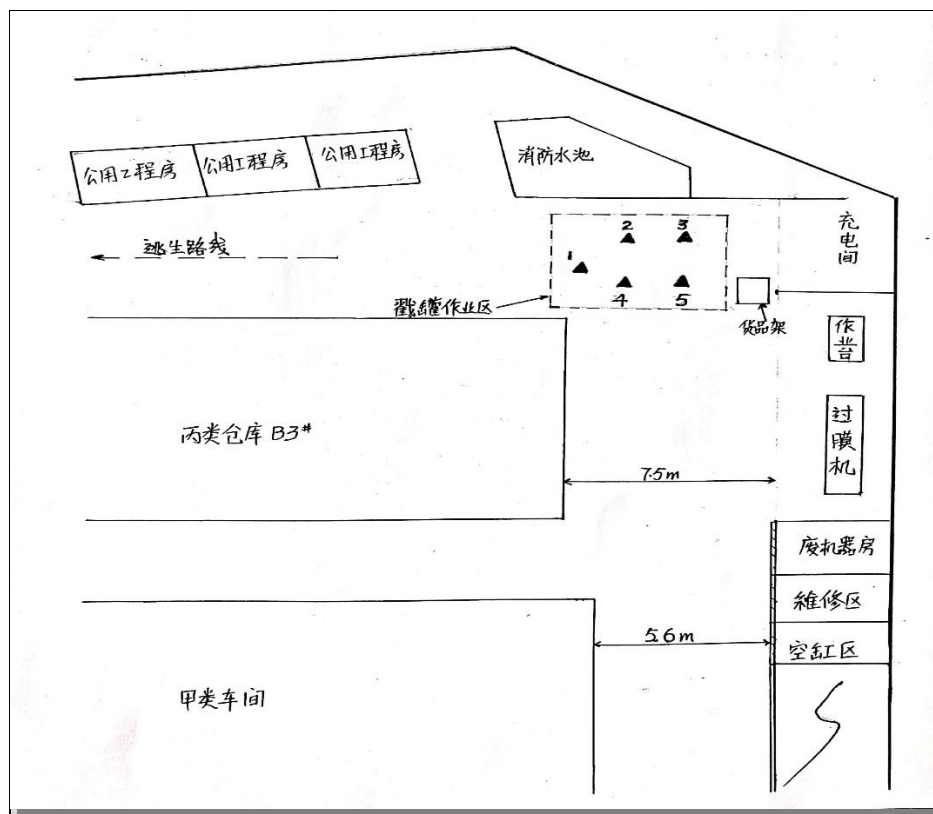 公用工程房
公用工程房
公用工程房
消防水池
充电间
逃生路线
1
2
3
4
5
戳罐作业区
货品架
作业台
过膜机
丙类仓库 B3#
7.5m
废机器房
維修区
空缸区
5.6m
甲类车间